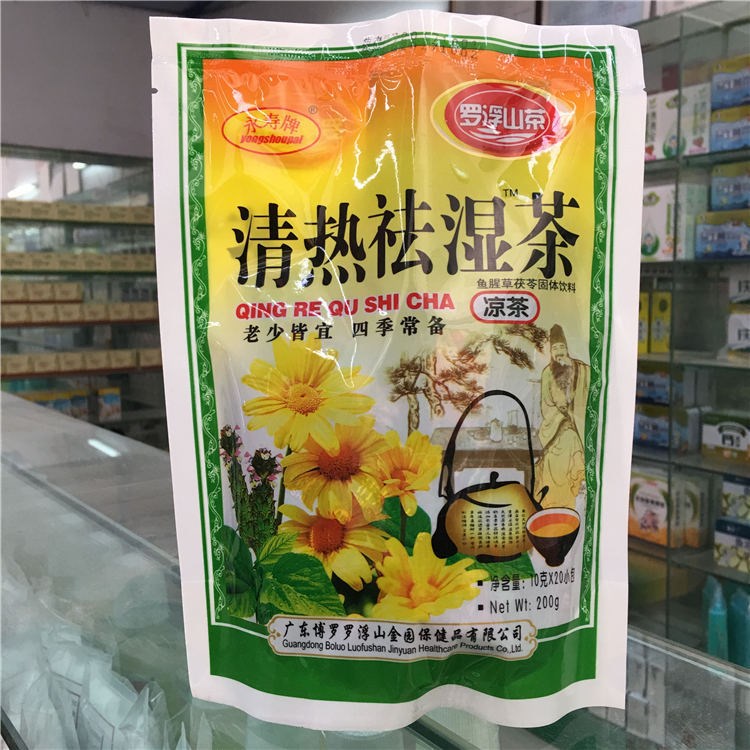 永寿牌®
yongshoupai
罗浮山茶
TM
清热祛湿茶
鱼腥草茯苓固体饮料
QING RE QU SHI CHA
凉茶
老少皆宜 四季常备
■ 净含量：10克X20小包
■ Net Wt: 200g
广东博罗罗浮山金园保健品有限公司
Guangdong Boluo Luofushan Jinyuan Healthcare Products Co.,Ltd.